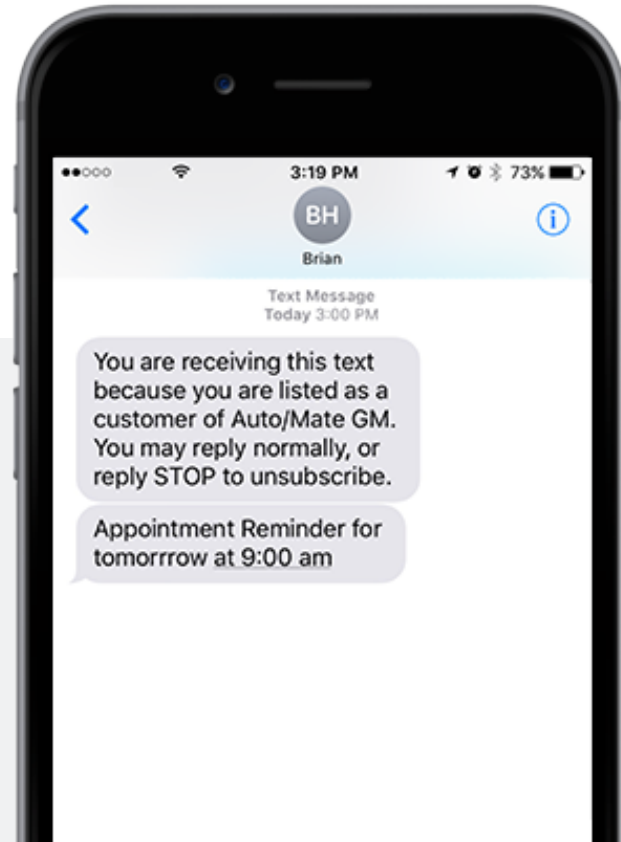 3:19 PM
73%
BH
Brian
Text Message
Today 3:00 PM
You are receiving this text
because you are listed as a
customer of Auto/Mate GM.
You may reply normally, or
reply STOP to unsubscribe.
Appointment Reminder for
tomorrrow at 9:00 am